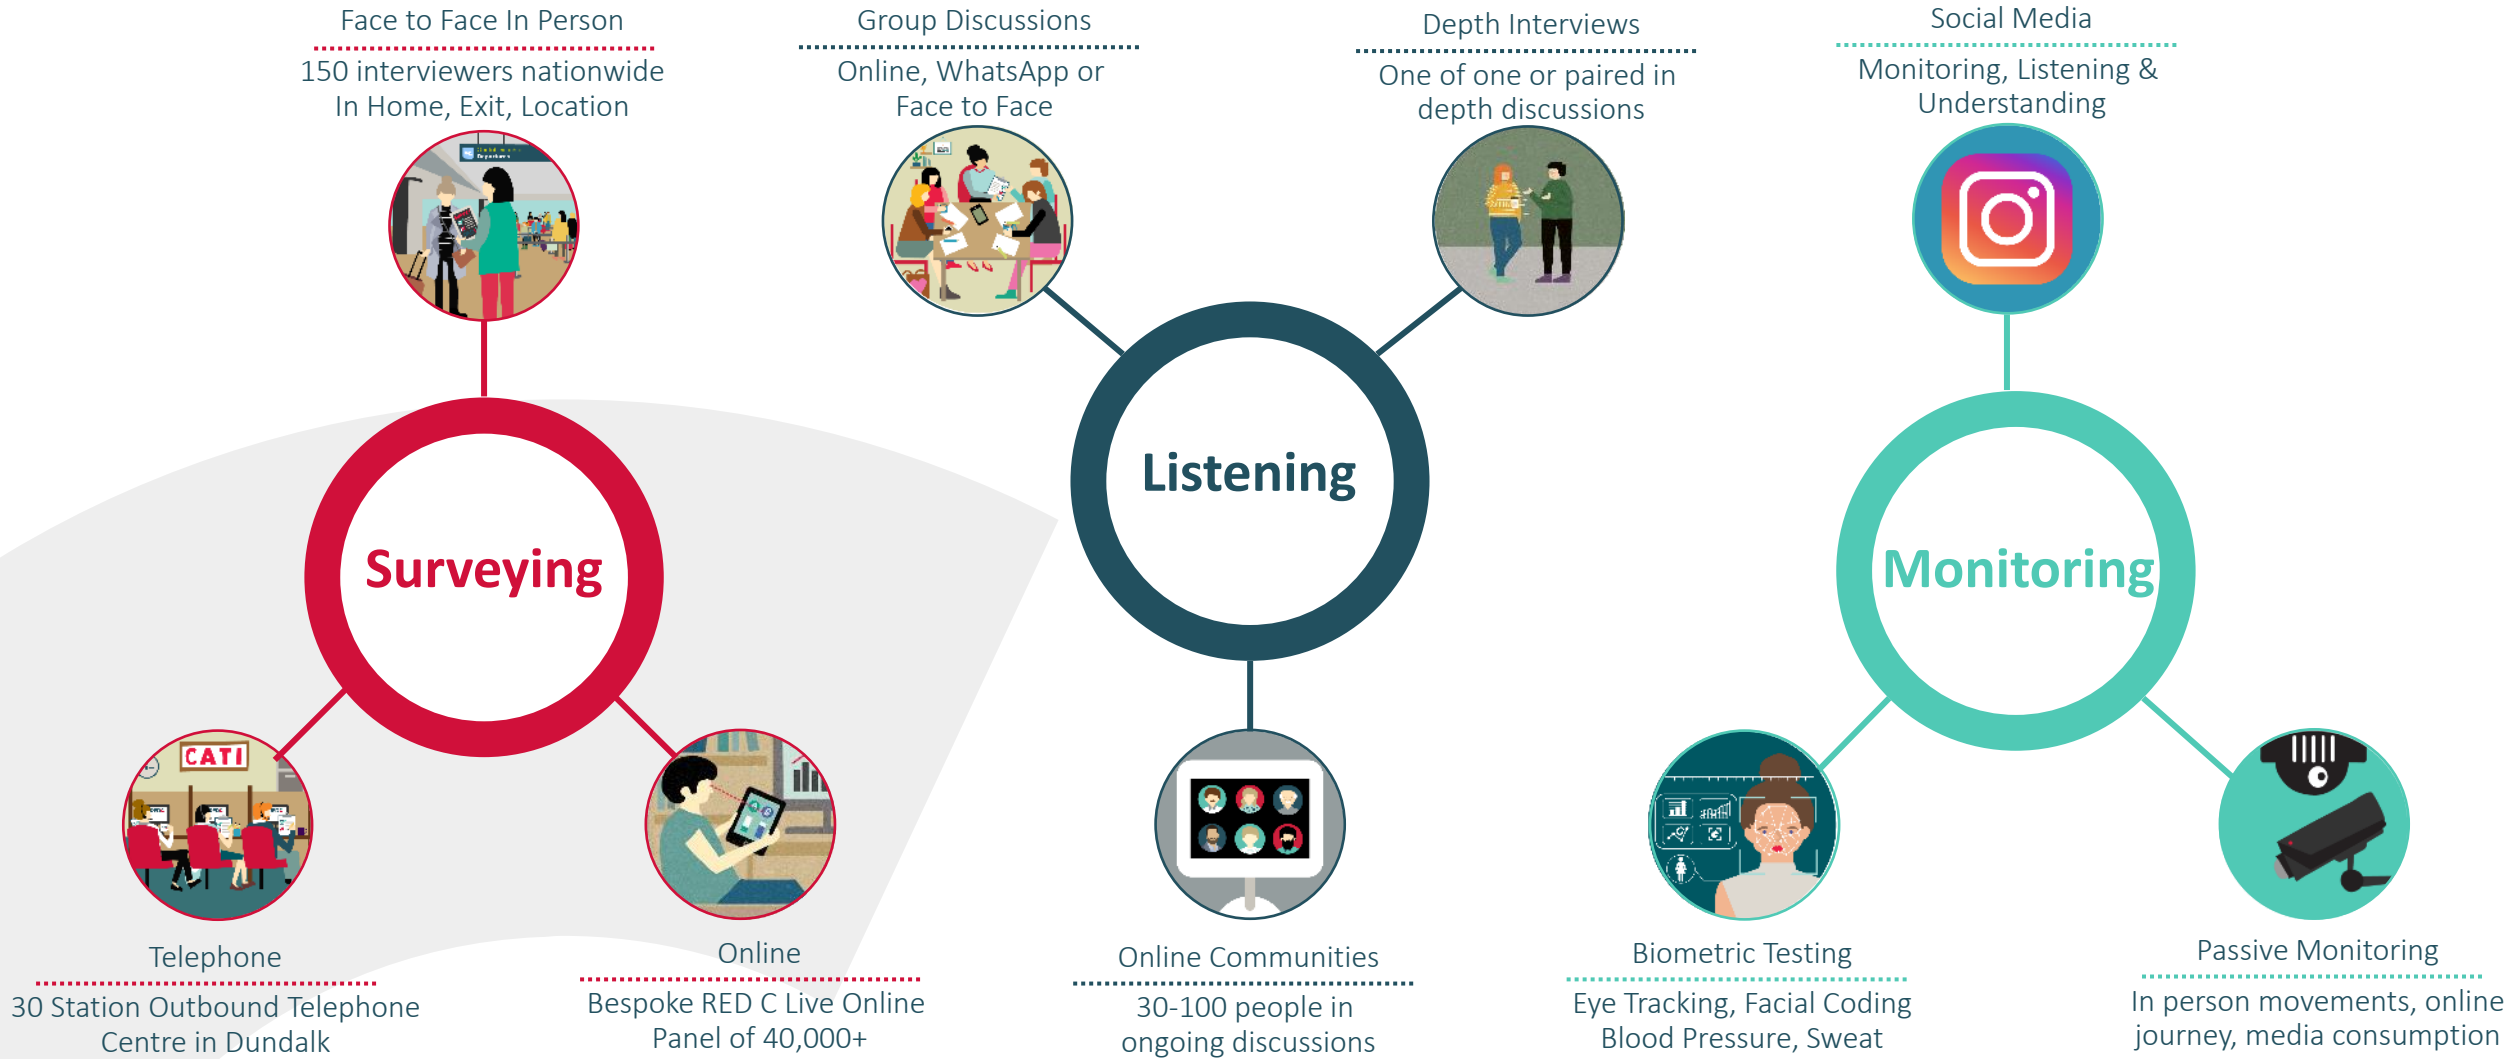 Face to Face In Person
150 interviewers nationwide
In Home, Exit, Location
Group Discussions
Online, WhatsApp or
Face to Face
Depth Interviews
One of one or paired in
depth discussions
Social Media
Monitoring, Listening &
Understanding
Surveying
Listening
Monitoring
CATI
Telephone
30 Station Outbound Telephone
Centre in Dundalk
Online
Bespoke RED C Live Online
Panel of 40,000+
Online Communities
30-100 people in
ongoing discussions
Biometric Testing
Eye Tracking, Facial Coding
Blood Pressure, Sweat
Passive Monitoring
In person movements, online
journey, media consumption